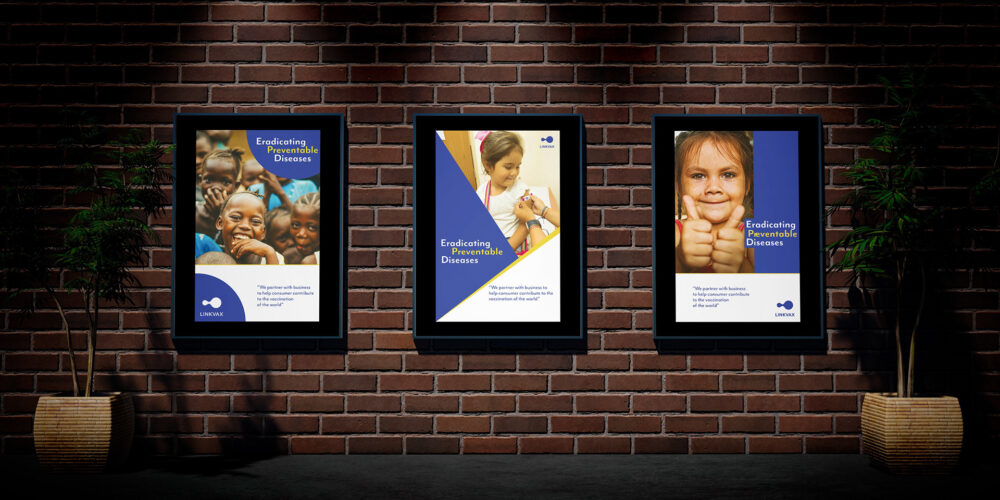 Eradicating
Preventable
Diseases
"We partner with business
to help consumer contribute
to the vaccination
of the world"
LINKVAX
LINKVAX
Eradicating
Preventable
Diseases
"We partner with business to
help consumer contribute to the
vaccination of the world"
Eradicating
Preventable
Diseases
"We partner with business
to help consumer contribute
to the vaccination
of the world"
LINKVAX